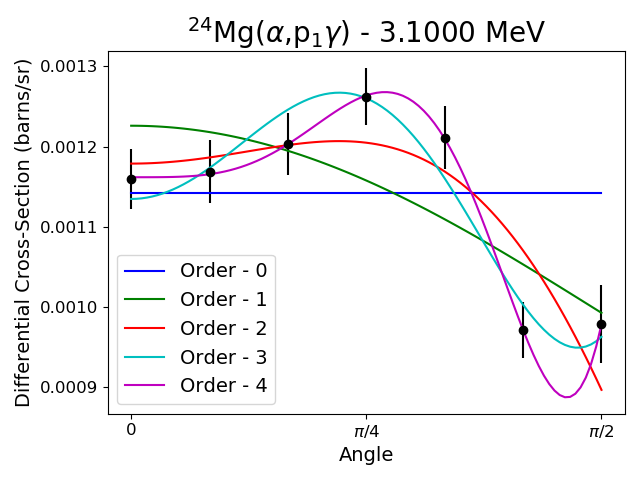 ²⁴Mg(α,p₁γ) - 3.1000 MeV
Differential Cross-Section (barns/sr)
0.0013
0.0012
0.0011
0.0010
0.0009
Order - 0
Order - 1
Order - 2
Order - 3
Order - 4
0
π/4
π/2
Angle